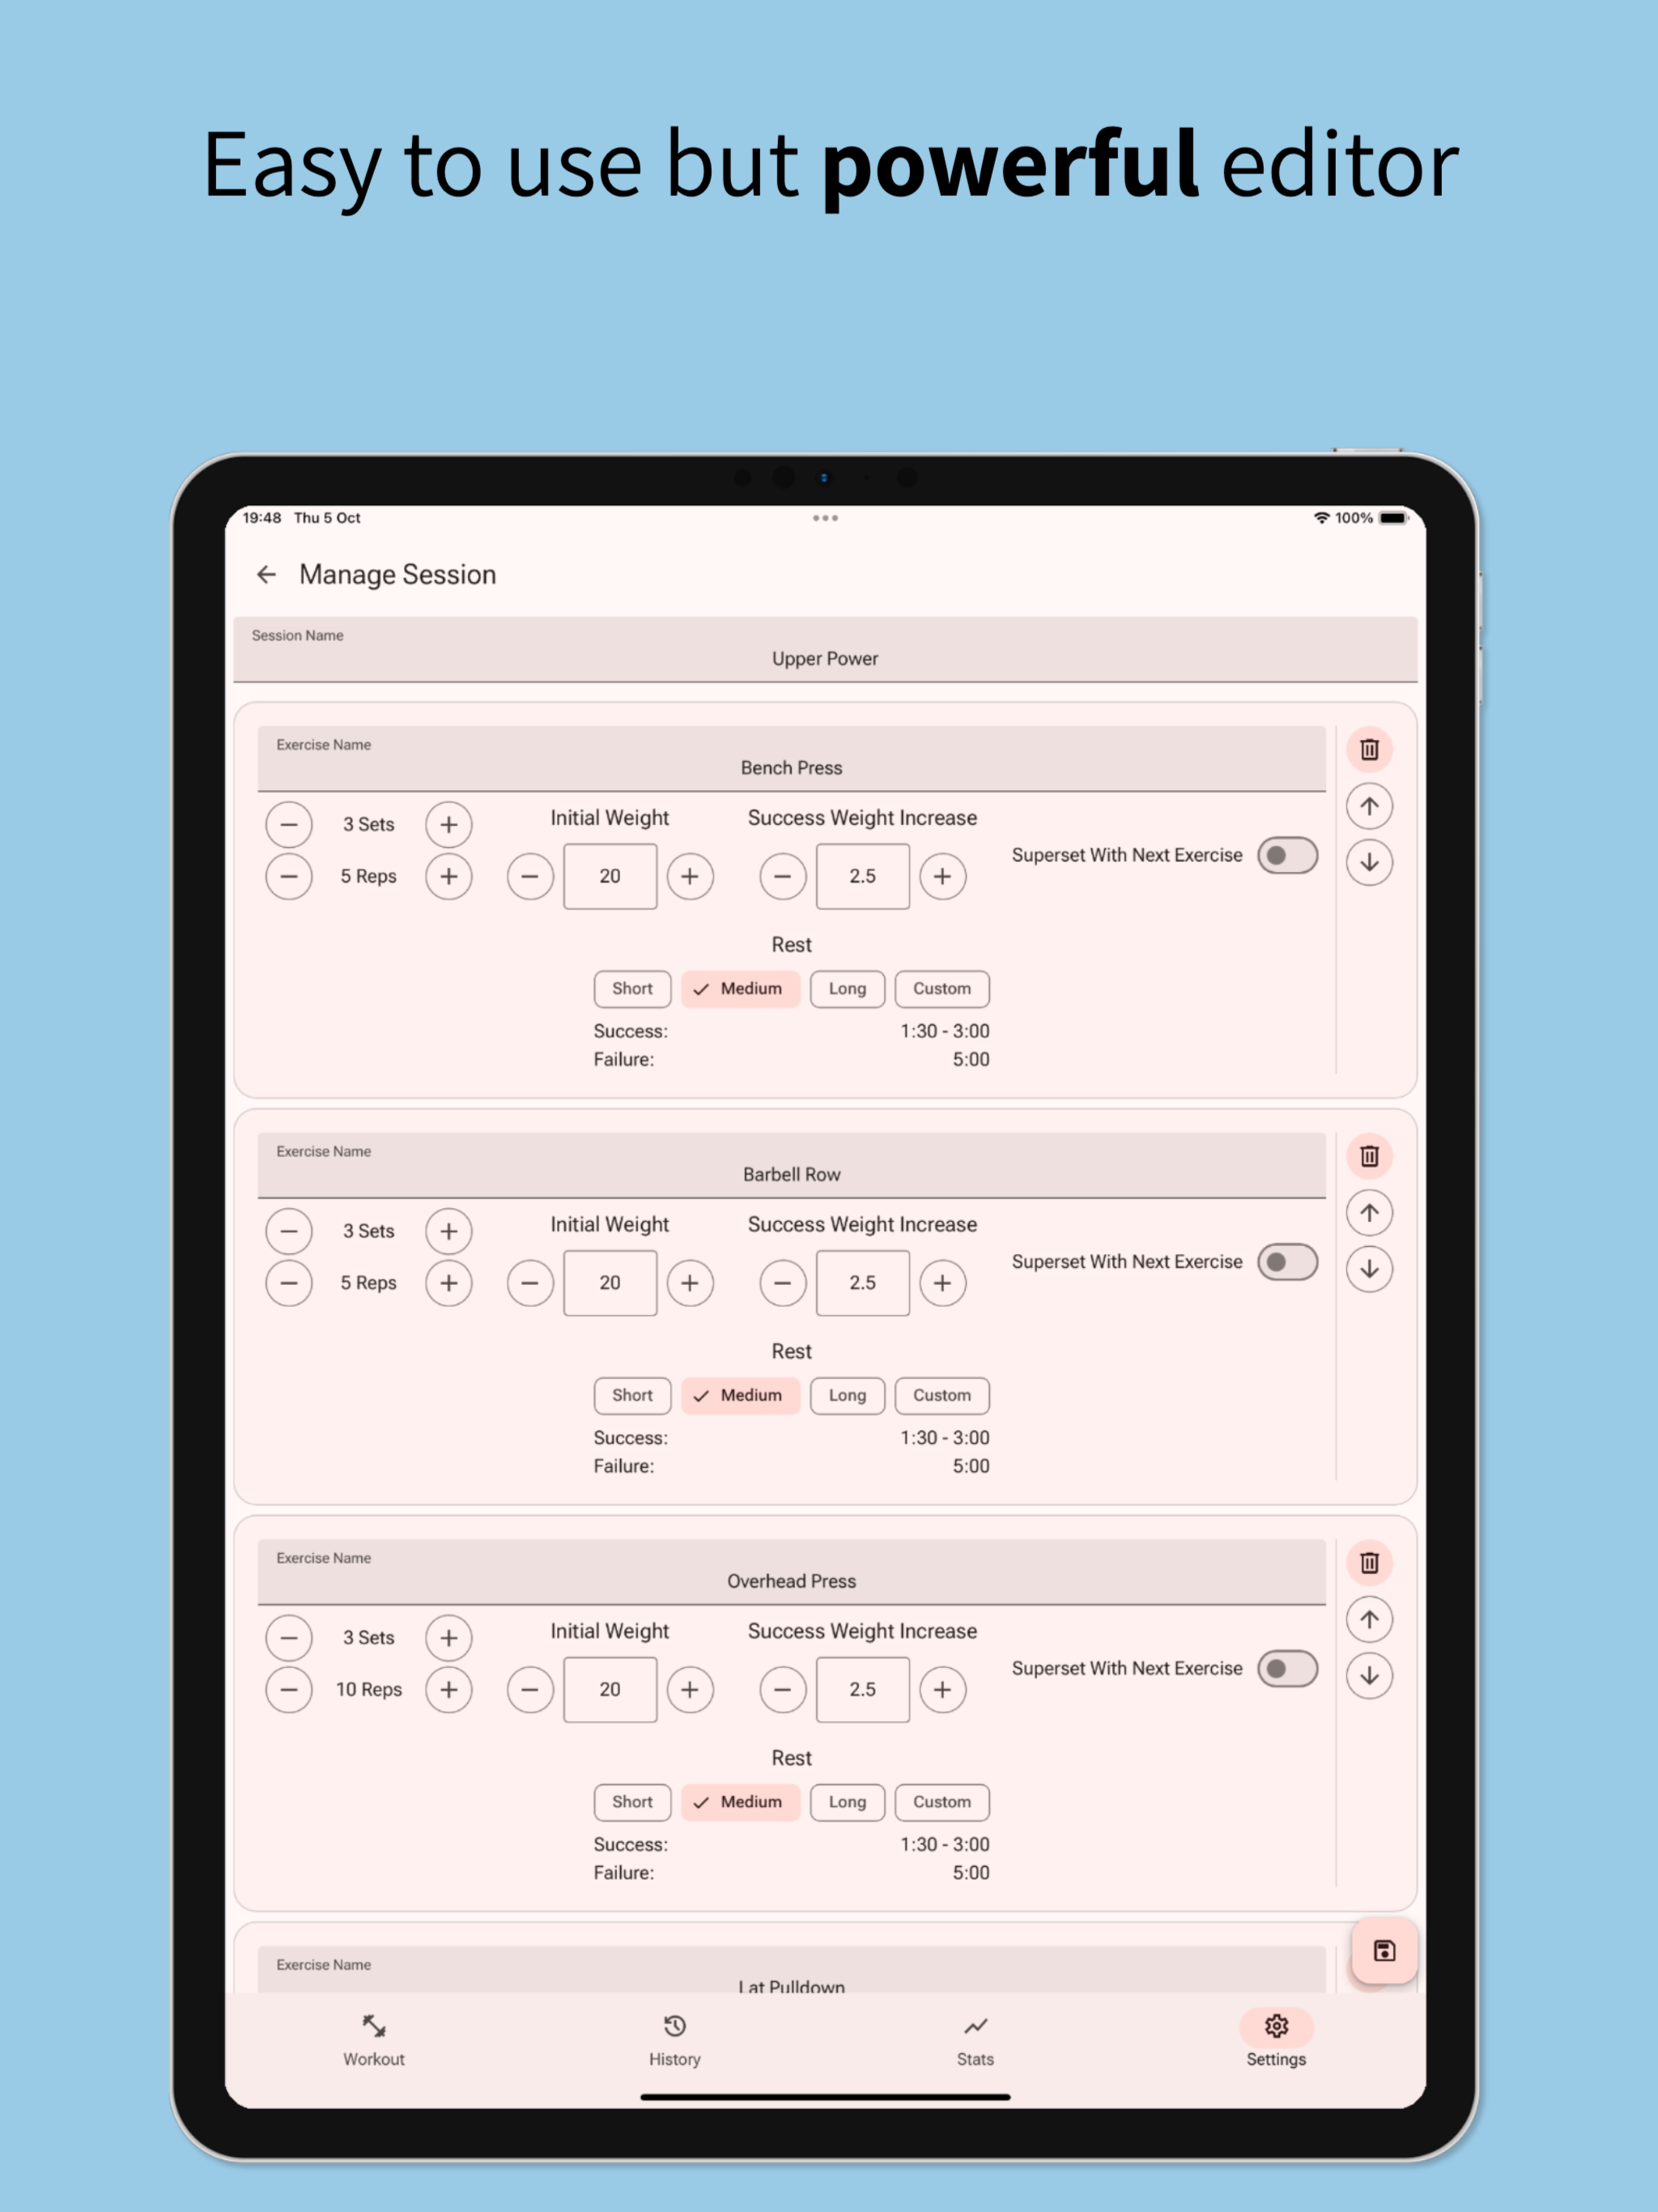 Easy to use but powerful editor
19:48 Thu 5 Oct
100%
Manage Session
Session Name
Upper Power
Exercise Name
Bench Press
3 Sets
5 Reps
Initial Weight
20
Success Weight Increase
2.5
Superset With Next Exercise
Rest
Short Medium Long Custom
Success: 1:30 - 3:00
Failure: 5:00
Exercise Name
Barbell Row
3 Sets
5 Reps
Initial Weight
20
Success Weight Increase
2.5
Superset With Next Exercise
Rest
Short Medium Long Custom
Success: 1:30 - 3:00
Failure: 5:00
Exercise Name
Overhead Press
3 Sets
10 Reps
Initial Weight
20
Success Weight Increase
2.5
Superset With Next Exercise
Rest
Short Medium Long Custom
Success: 1:30 - 3:00
Failure: 5:00
Exercise Name
Lat Pulldown
Workout History Stats Settings